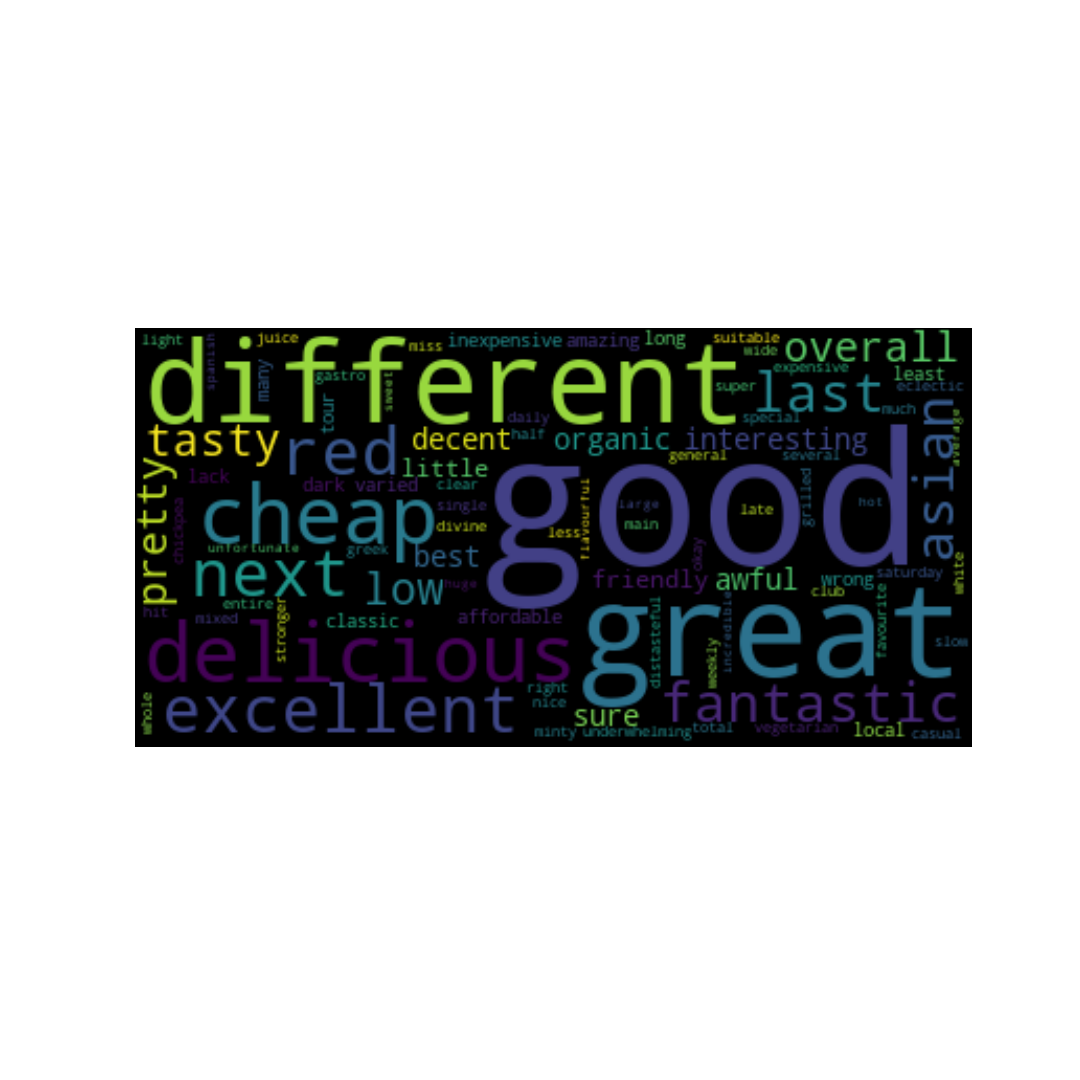 light
spanish
juice
miss
inexpensive
amazing
long
suitable
wide
overall
different
many
gastro
tour
sweet
super
last
expensive
least
eclectic
much
special
daily
half
tasty
red
decent
organic
interesting
general
several
asian
average
little
lack
dark
varied
clear
single
pretty
chickpea
cheap
good
large
main
late
hot
grilled
flavourful
less
divine
unfortunate
greek
best
okay
next
low
huge
friendly
awful
wrong
saturday
white
club
entire
hit
mixed
stronger
classic
affordable
distasteful
weekly
incredible
favourite
great
slow
delicious
excellent
right
nice
sure
fantastic
whole
minty
underwhelming
total
vegetarian
local
casual